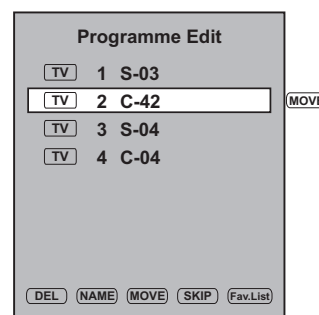 Programme Edit
TV 1 S-03
TV 2 C-42
MOVE
TV 3 S-04
TV 4 C-04
DEL NAME MOVE SKIP Fav.List